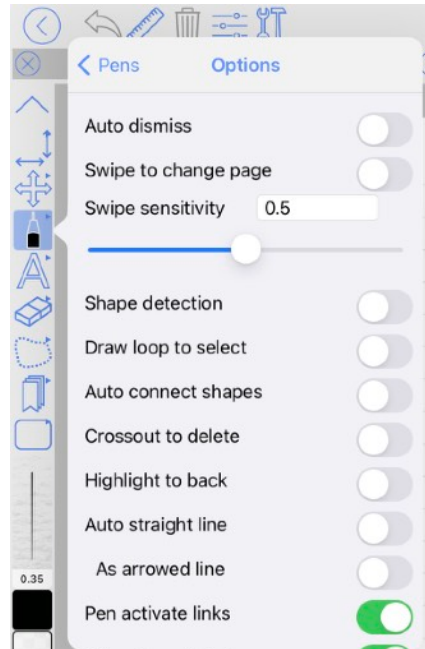 Pens
Options
Auto dismiss
Swipe to change page
Swipe sensitivity 0.5
Shape detection
Draw loop to select
Auto connect shapes
Crossout to delete
Highlight to back
Auto straight line
As arrowed line
0.35
Pen activate links